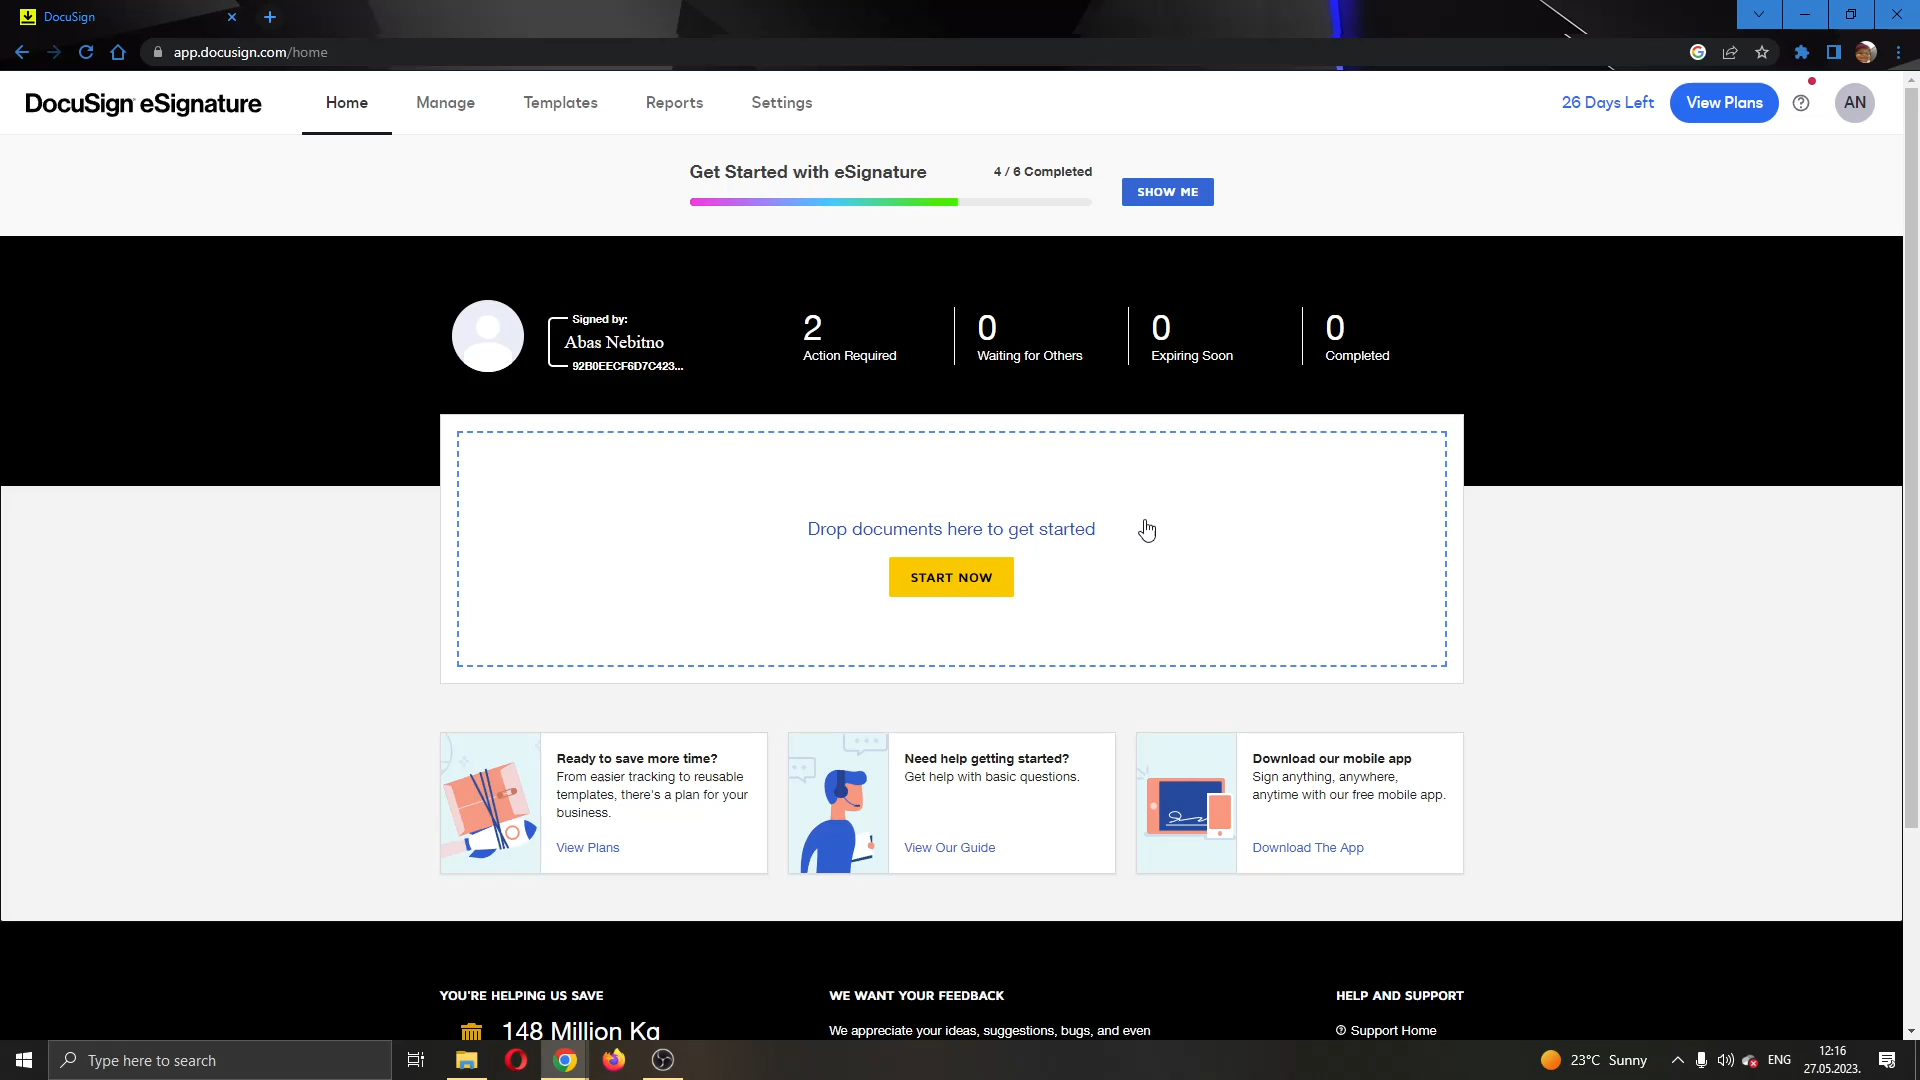 DocuSign
app.docusign.com/home
DocuSign eSignature
Home
Manage
Templates
Reports
Settings
26 Days Left
View Plans
AN
Get Started with eSignature
4 / 6 Completed
SHOW ME
Signed by:
Abas Nebitno
92B0EECF6D7C423...
2
Action Required
0
Waiting for Others
0
Expiring Soon
0
Completed
Drop documents here to get started
START NOW
Ready to save more time?
From easier tracking to reusable
templates, there's a plan for your
business.
View Plans
Need help getting started?
Get help with basic questions.
View Our Guide
Download our mobile app
Sign anything, anywhere,
anytime with our free mobile app.
Download The App
YOU'RE HELPING US SAVE
148 Million Kg
WE WANT YOUR FEEDBACK
We appreciate your ideas, suggestions, bugs, and even
HELP AND SUPPORT
Support Home
Type here to search
23°C Sunny
ENG
12:16
27.05.2023.